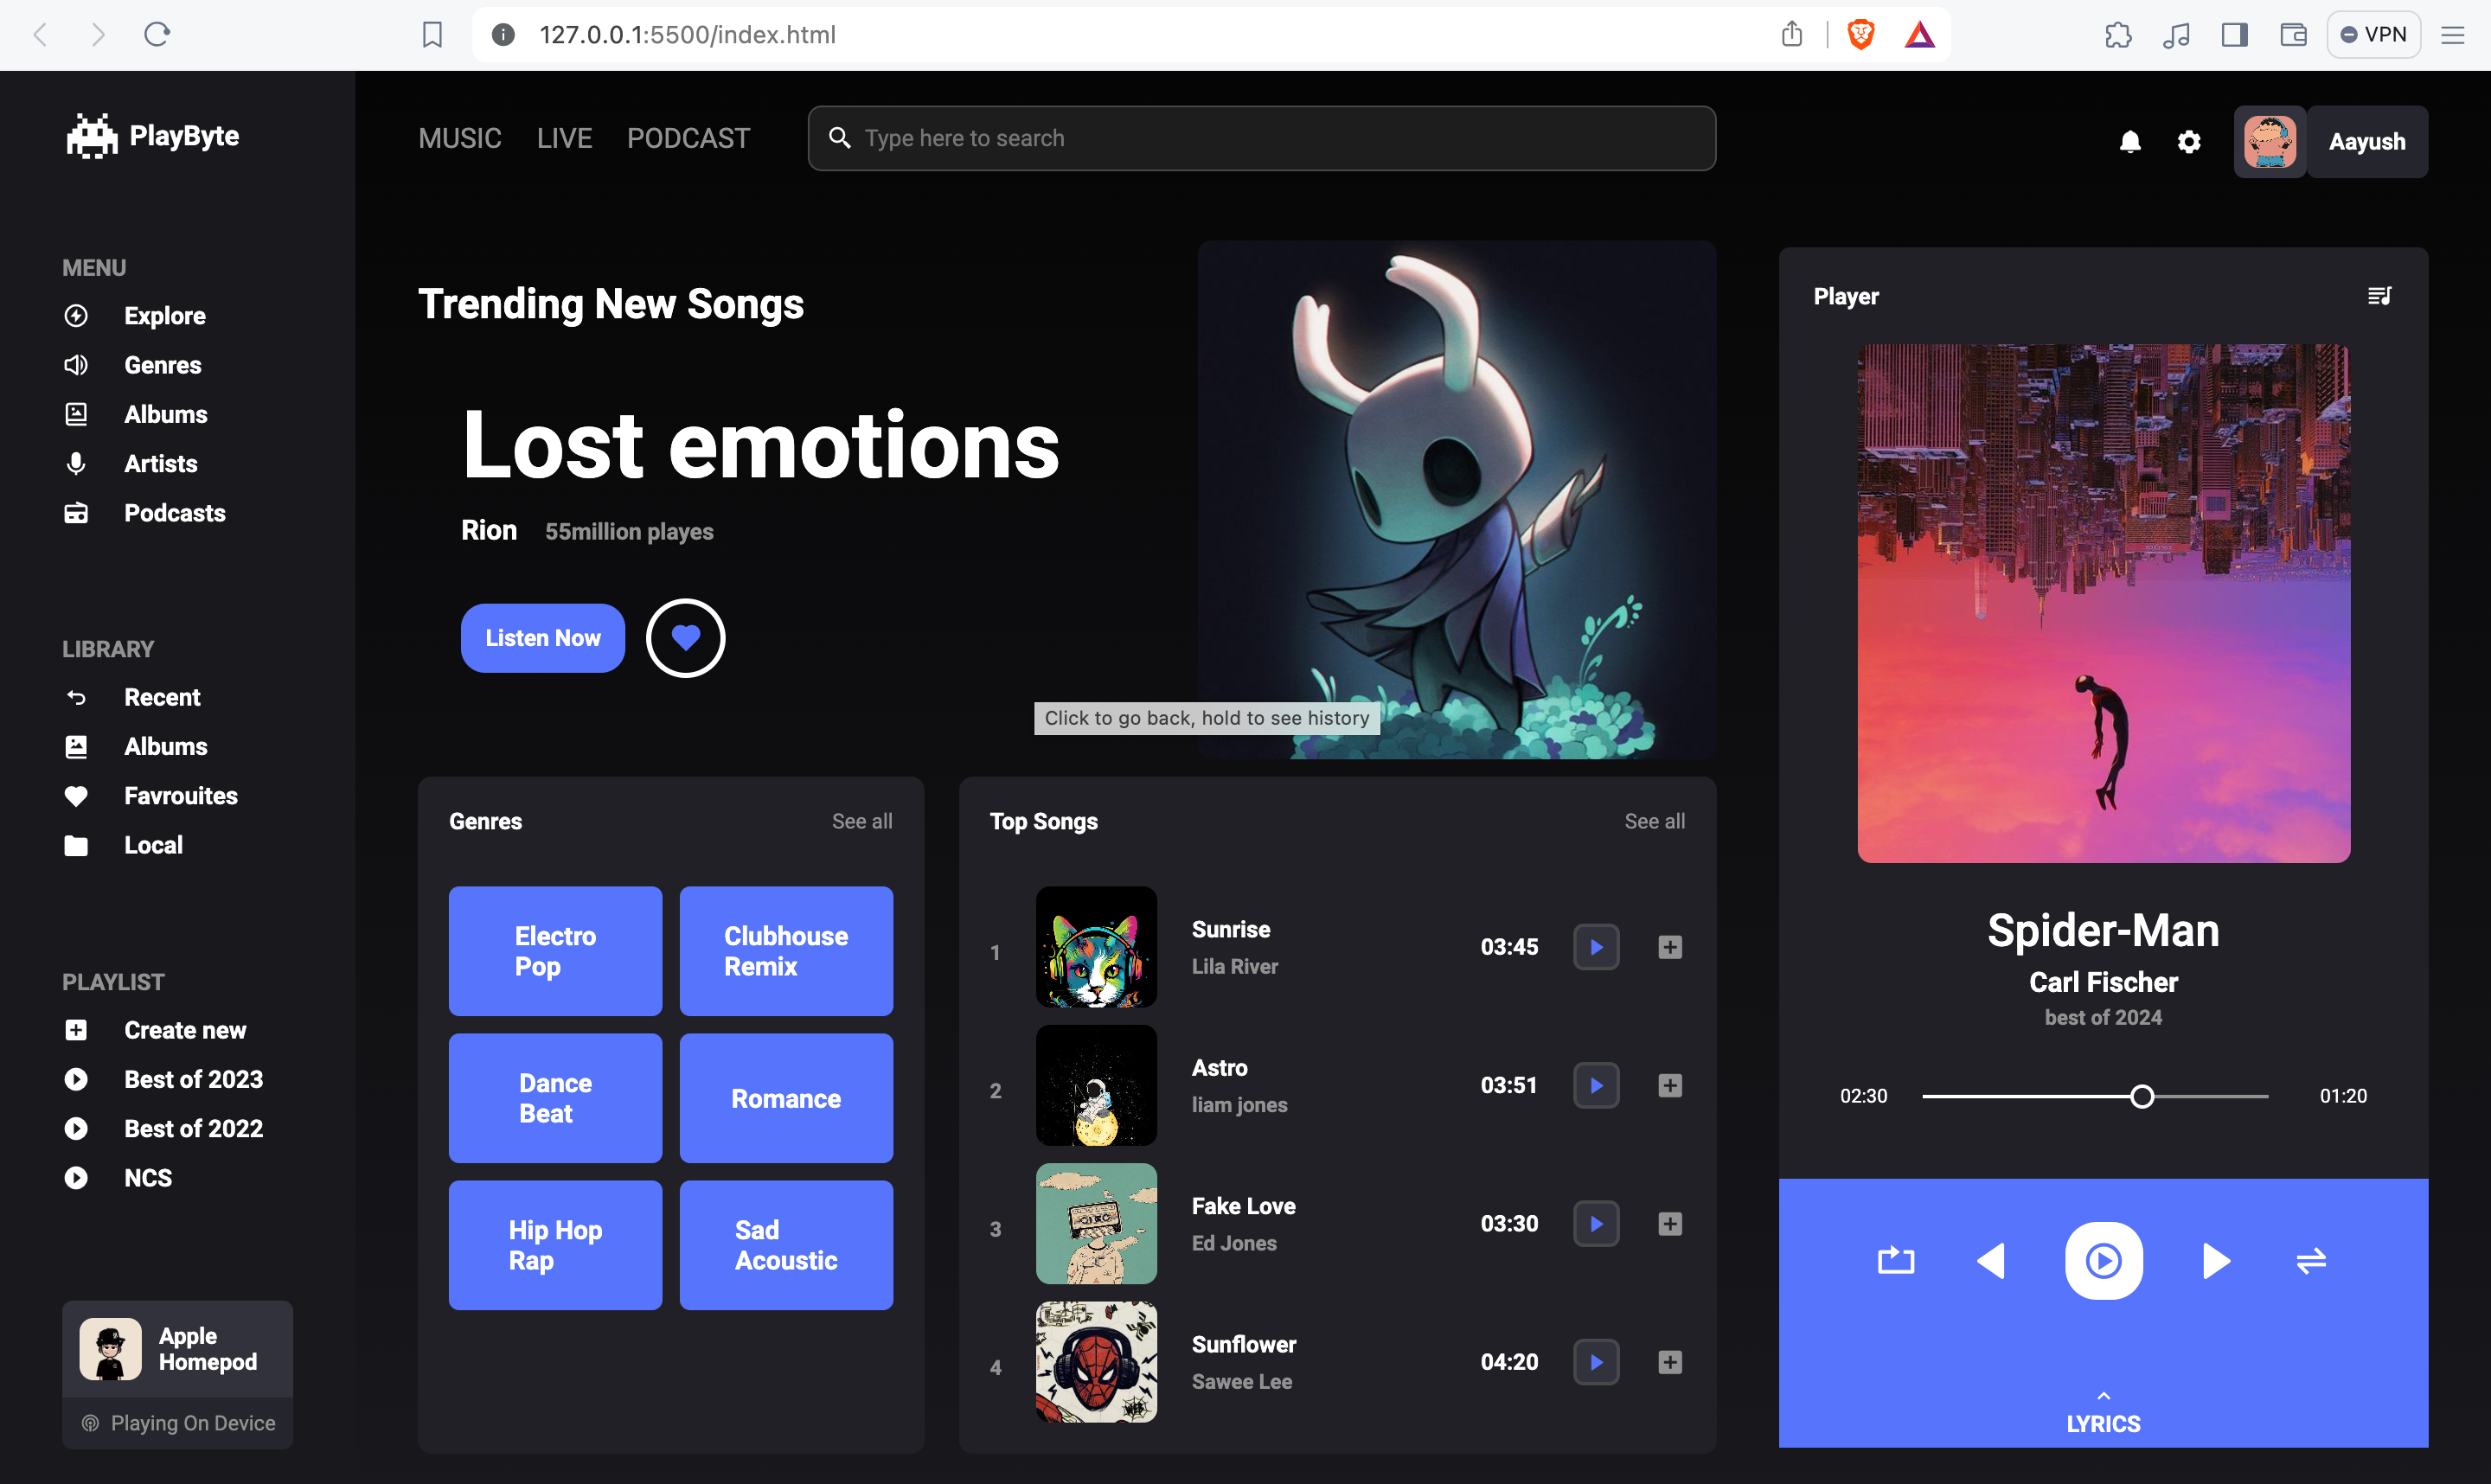 127.0.0.1:5500/index.html
VPN
PlayByte
MUSIC LIVE PODCAST
Type here to search
Aayush
MENU
Explore
Genres
Albums
Artists
Podcasts
LIBRARY
Recent
Albums
Favrouites
Local
PLAYLIST
Create new
Best of 2023
Best of 2022
NCS
Apple
Homepod
Playing On Device
Trending New Songs
Lost emotions
Rion 55million playes
Listen Now
Click to go back, hold to see history
Genres See all
Electro
Pop
Clubhouse
Remix
Dance
Beat
Romance
Hip Hop
Rap
Sad
Acoustic
Top Songs See all
1 Sunrise 03:45
Lila River
2 Astro 03:51
liam jones
3 Fake Love 03:30
Ed Jones
4 Sunflower 04:20
Sawee Lee
WEB
Player
Spider-Man
Carl Fischer
best of 2024
02:30 01:20
LYRICS